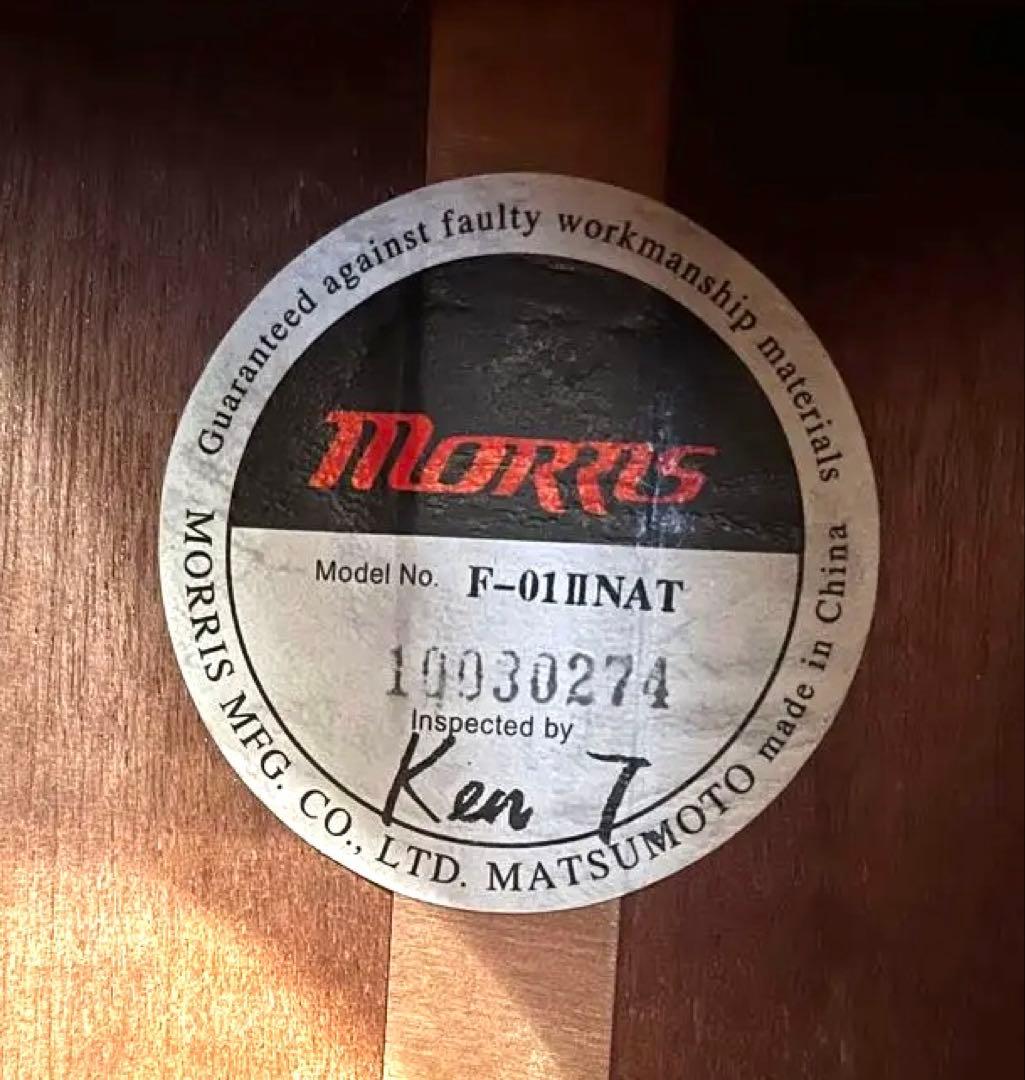 Guaranteed against faulty workmanship materials
MORRIS
Model No. F-01ⅡNAT
10030274
Inspected by
Ken T
MORRIS MFG. CO., LTD. MATSUMOTO made in China